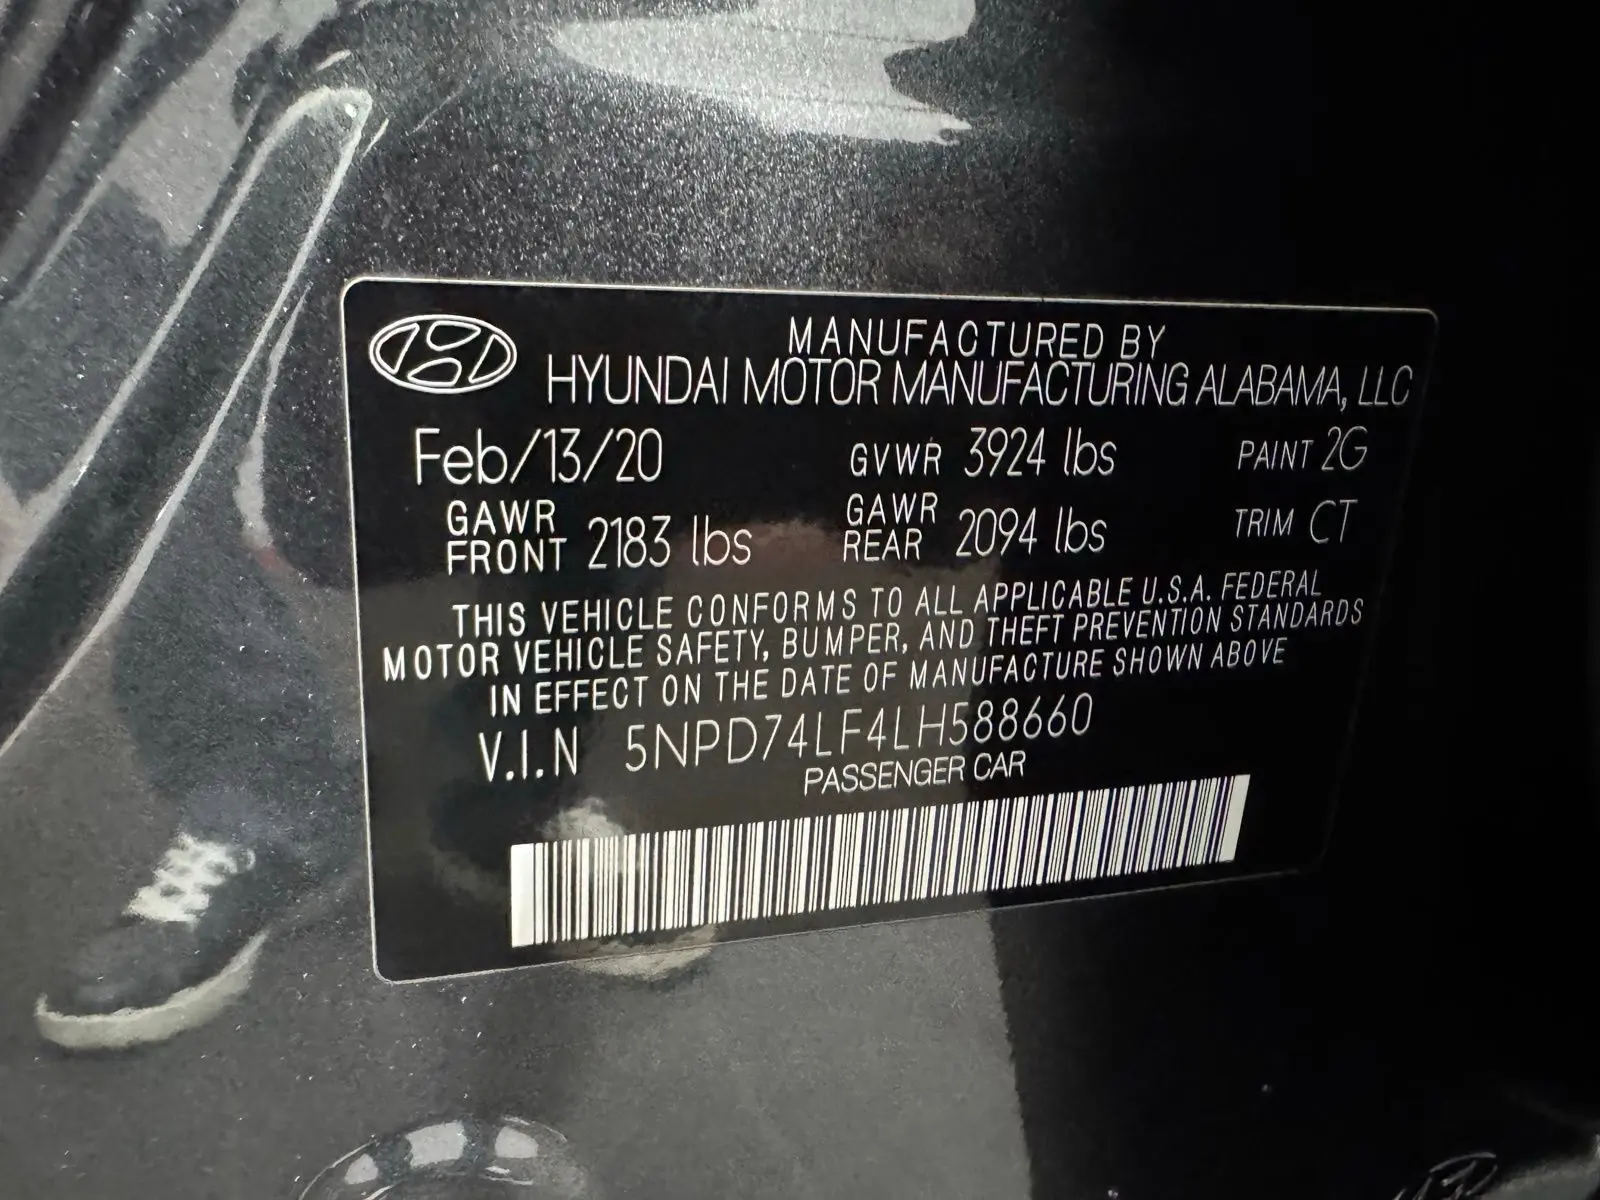 MANUFACTURED BY
HYUNDAI MOTOR MANUFACTURING ALABAMA, LLC
Feb/13/20 GVWR 3924 lbs PAINT 2G
GAWR FRONT 2183 lbs GAWR REAR 2094 lbs TRIM CT
THIS VEHICLE CONFORMS TO ALL APPLICABLE U.S.A. FEDERAL
MOTOR VEHICLE SAFETY, BUMPER, AND THEFT PREVENTION STANDARDS
IN EFFECT ON THE DATE OF MANUFACTURE SHOWN ABOVE
V.I.N 5NPD74LF4LH588660
PASSENGER CAR